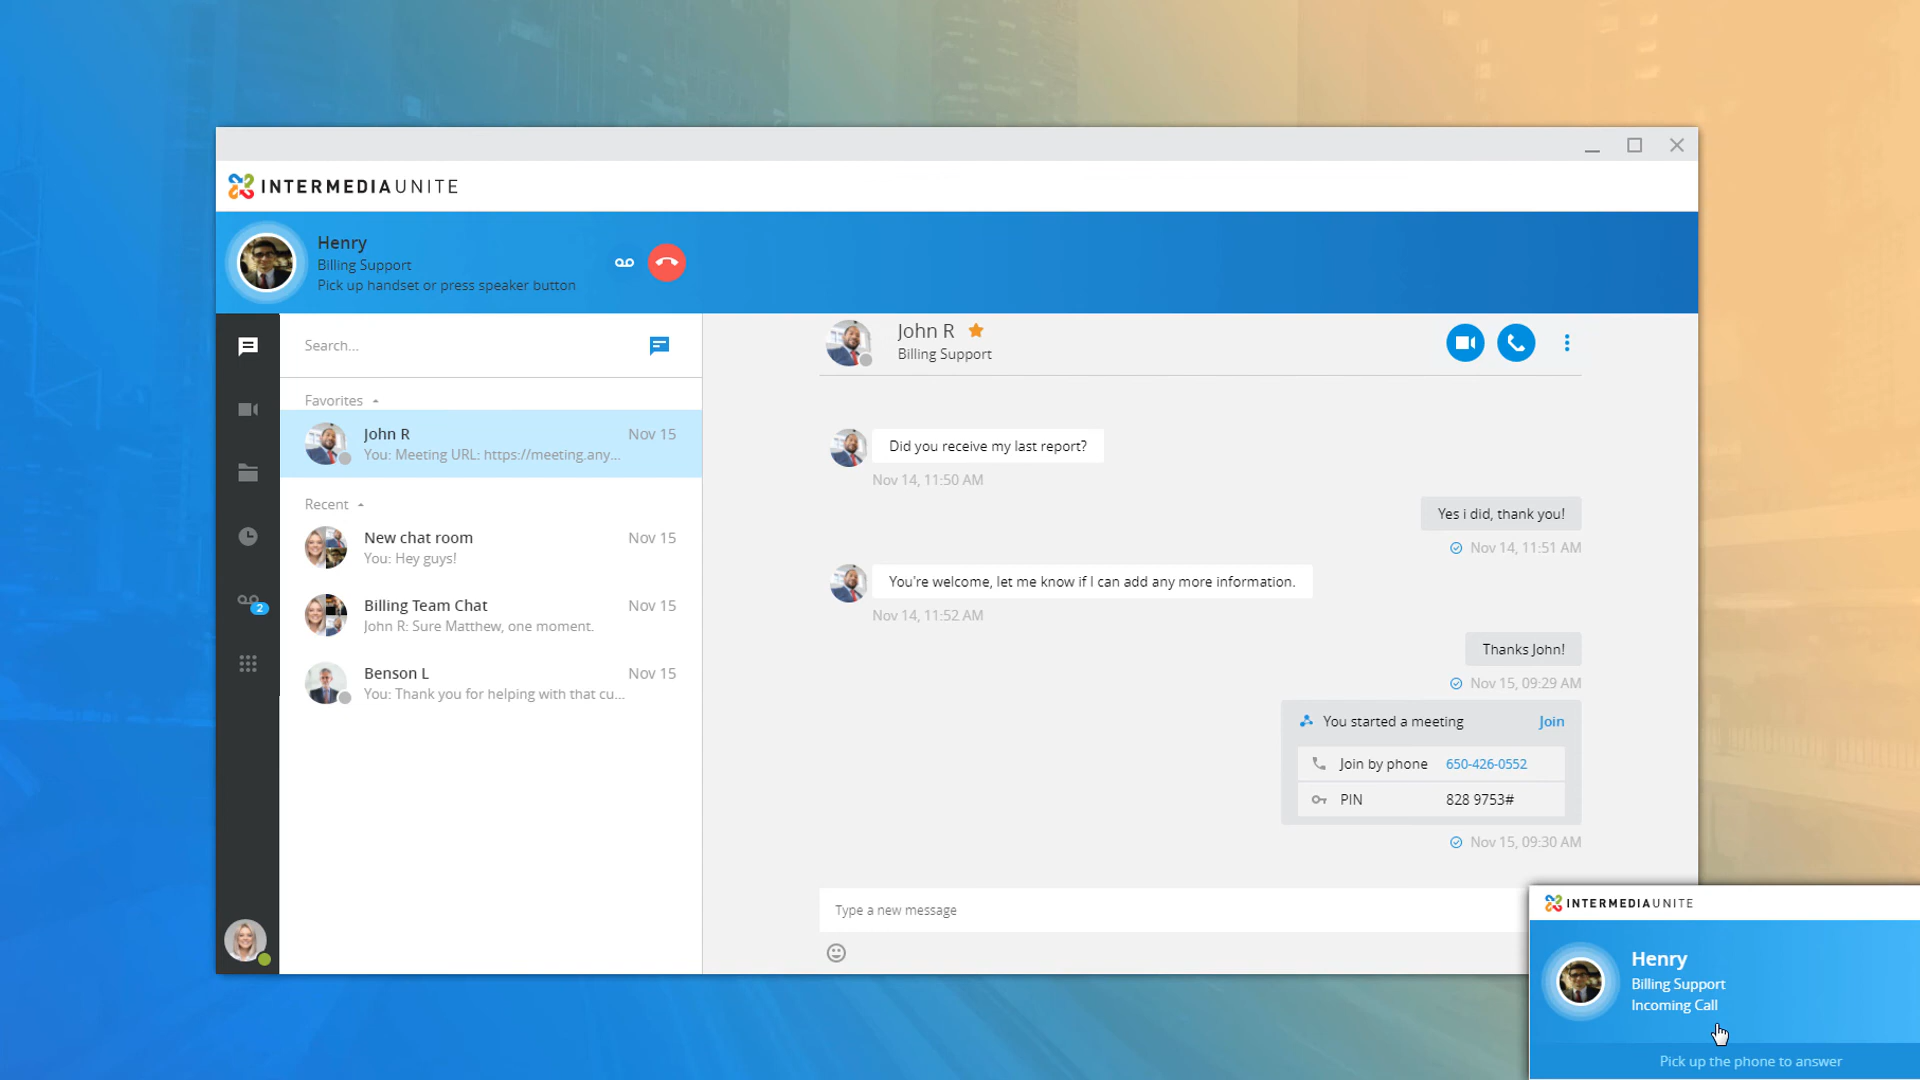 INTERMEDIAUNITE
Henry
Billing Support
Pick up handset or press speaker button
Search...
Favorites
John R
Nov 15
You: Meeting URL: https://meeting.any...
Recent
New chat room
Nov 15
You: Hey guys!
Billing Team Chat
Nov 15
John R: Sure Matthew, one moment.
Benson L
Nov 15
You: Thank you for helping with that cu...
2
John R
Billing Support
Did you receive my last report?
Nov 14, 11:50 AM
Yes i did, thank you!
Nov 14, 11:51 AM
You're welcome, let me know if I can add any more information.
Nov 14, 11:52 AM
Thanks John!
Nov 15, 09:29 AM
You started a meeting Join
Join by phone 650-426-0552
PIN 828 9753#
Nov 15, 09:30 AM
Type a new message
INTERMEDIAUNITE
Henry
Billing Support
Incoming Call
Pick up the phone to answer